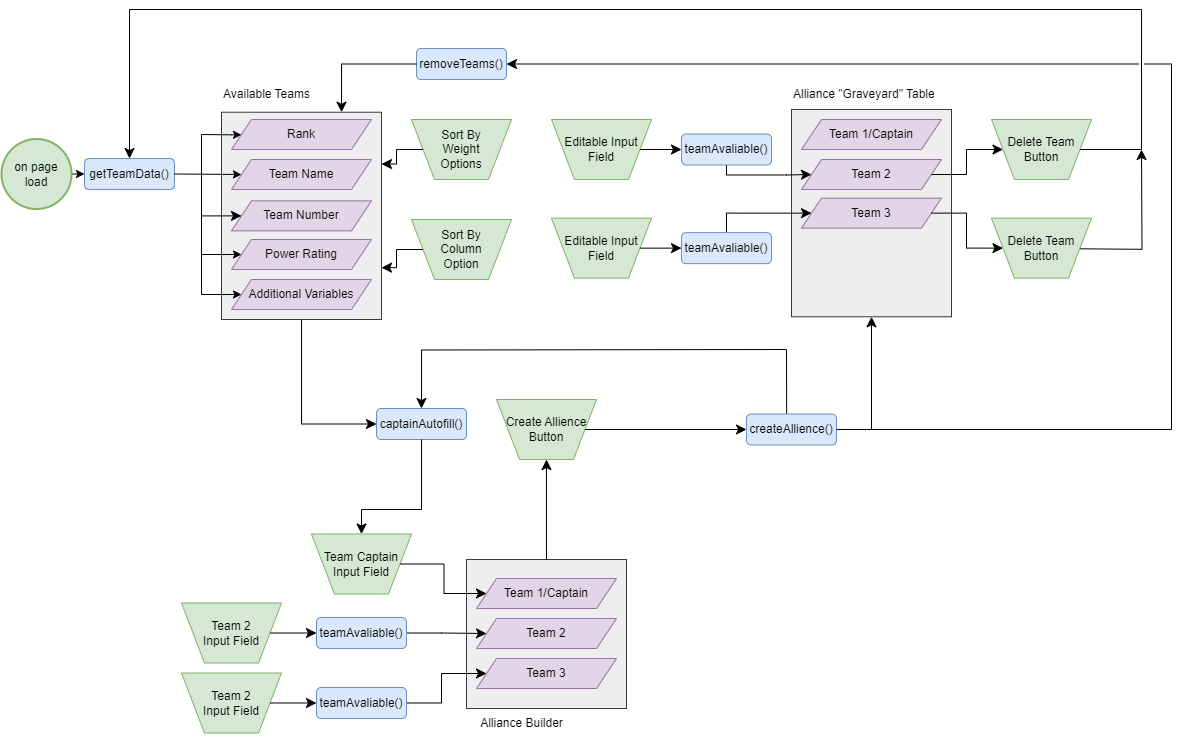 removeTeams()
Available Teams
Alliance "Graveyard" Table
on page
load
getTeamData()
Rank
Team Name
Team Number
Power Rating
Additional Variables
Sort By
Weight
Options
Sort By
Column
Option
Editable Input
Field
teamAvaliable()
Editable Input
Field
teamAvaliable()
Team 1/Captain
Team 2
Team 3
Delete Team
Button
Delete Team
Button
captainAutofill()
Create Allience
Button
createAllience()
Team Captain
Input Field
Team 2
Input Field
teamAvaliable()
Team 2
Input Field
teamAvaliable()
Team 1/Captain
Team 2
Team 3
Alliance Builder